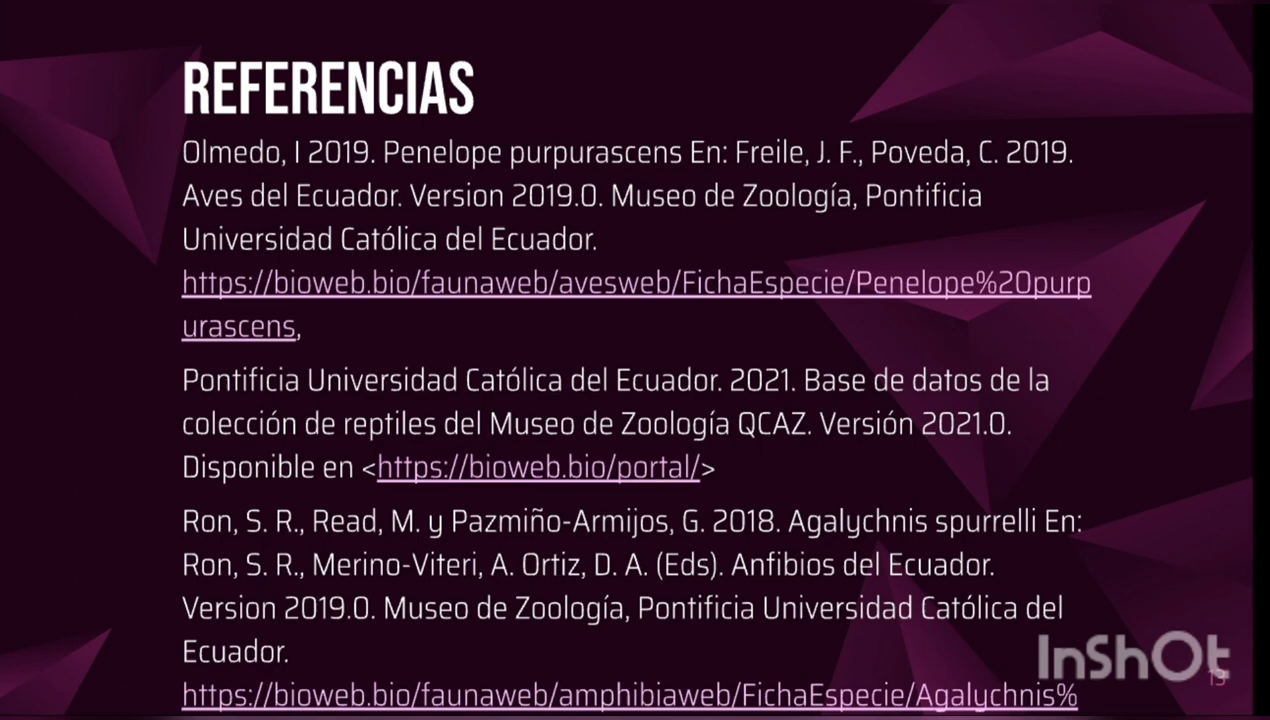 REFERENCIAS
Olmedo, I 2019. Penelope purpurascens En: Freile, J. F., Poveda, C. 2019.
Aves del Ecuador. Version 2019.0. Museo de Zoología, Pontificia
Universidad Católica del Ecuador.
https://bioweb.bio/faunaweb/avesweb/FichaEspecie/Penelope%20purp
urascens,
Pontificia Universidad Católica del Ecuador. 2021. Base de datos de la
colección de reptiles del Museo de Zoología QCAZ. Versión 2021.0.
Disponible en <https://bioweb.bio/portal/>
Ron, S. R., Read, M. y Pazmiño-Armijos, G. 2018. Agalychnis spurrelli En:
Ron, S. R., Merino-Viteri, A. Ortiz, D. A. (Eds). Anfibios del Ecuador.
Version 2019.0. Museo de Zoología, Pontificia Universidad Católica del
Ecuador.
https://bioweb.bio/faunaweb/amphibiaweb/FichaEspecie/Agalychnis%
InShOt
13